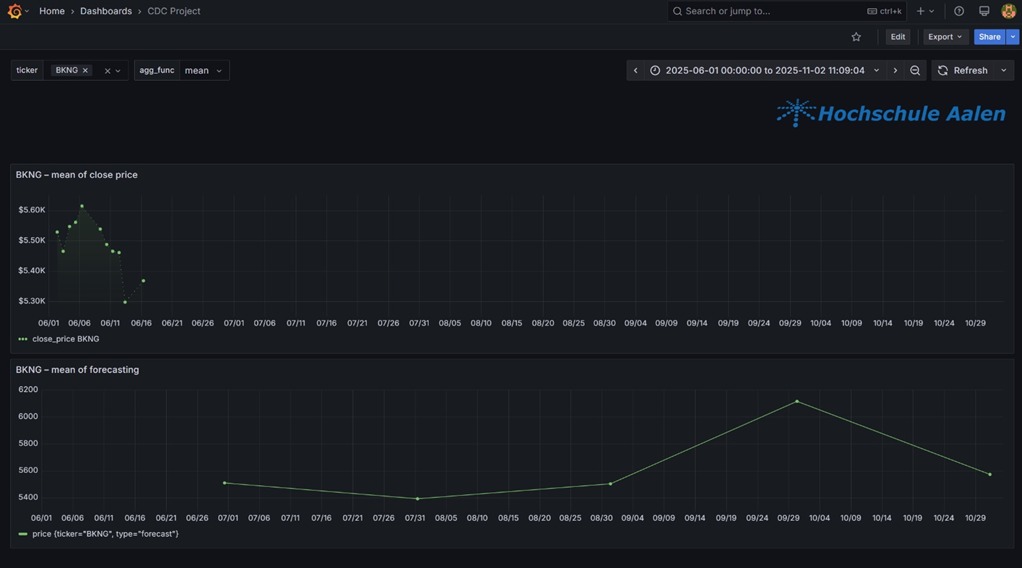 Home › Dashboards › CDC Project
Search or jump to...
ctrl+k
Edit
Export
Share
ticker
BKNG
agg_func
mean
2025-06-01 00:00:00 to 2025-11-02 11:09:04
Refresh
Hochschule Aalen
BKNG – mean of close price
$5.60K
$5.50K
$5.40K
$5.30K
06/01 06/06 06/11 06/16 06/21 06/26 07/01 07/06 07/11 07/16 07/21 07/26 07/31 08/05 08/10 08/15 08/20 08/25 08/30 09/04 09/09 09/14 09/19 09/24 09/29 10/04 10/09 10/14 10/19 10/24 10/29
close_price BKNG
BKNG – mean of forecasting
6200
6000
5800
5600
5400
06/01 06/06 06/11 06/16 06/21 06/26 07/01 07/06 07/11 07/16 07/21 07/26 07/31 08/05 08/10 08/15 08/20 08/25 08/30 09/04 09/09 09/14 09/19 09/24 09/29 10/04 10/09 10/14 10/19 10/24 10/29
price {ticker="BKNG", type="forecast"}